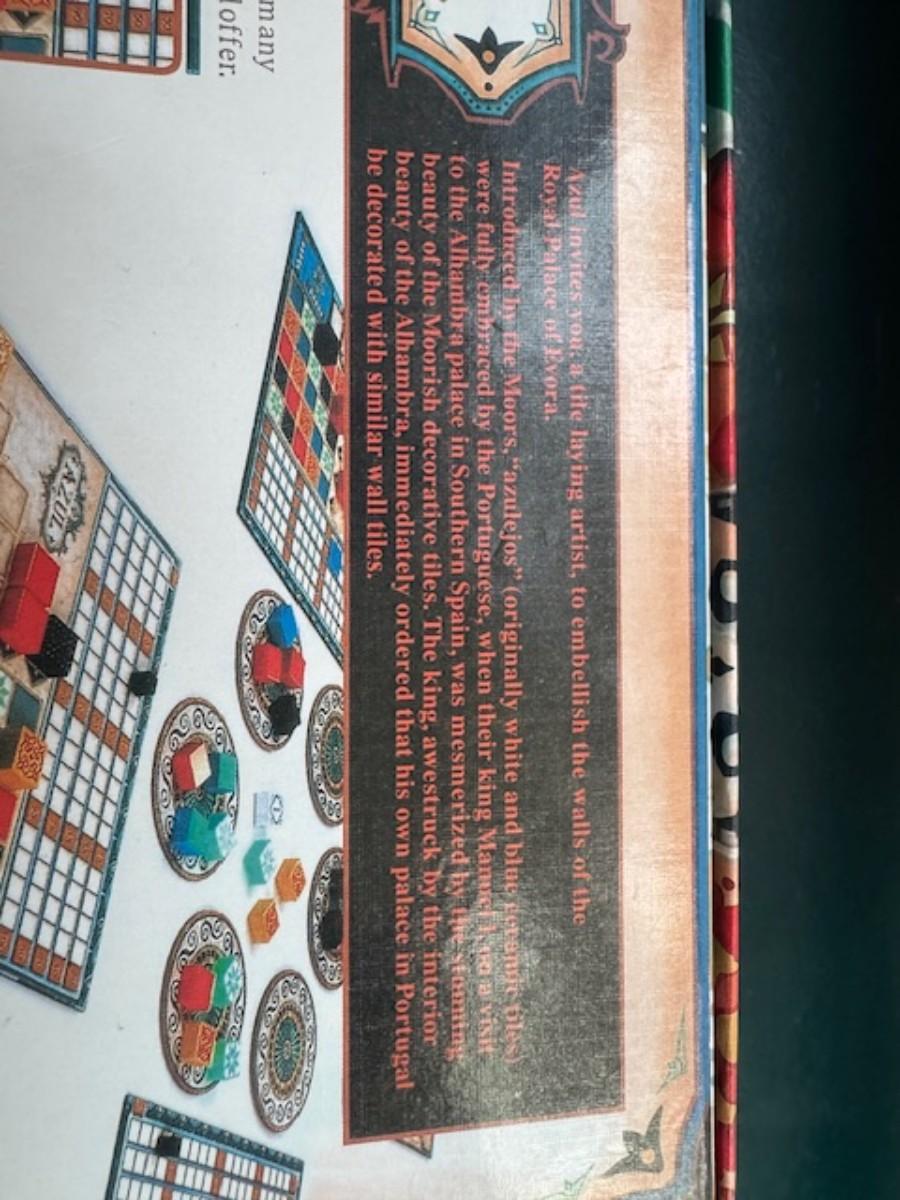 m any
l offer.
Azul invites you, a tile laying artist, to embellish the walls of the
Royal Palace of Evora.
Introduced by the Moors, “azulejos” (originally white and blue ceramic tiles)
were fully embraced by the Portuguese, when their king Manuel I, on a visit
to the Alhambra palace in Southern Spain, was mesmerized by the stunning
beauty of the Moorish decorative tiles. The king, awestruck by the interior
beauty of the Alhambra, immediately ordered that his own palace in Portugal
be decorated with similar wall tiles.
AZUL